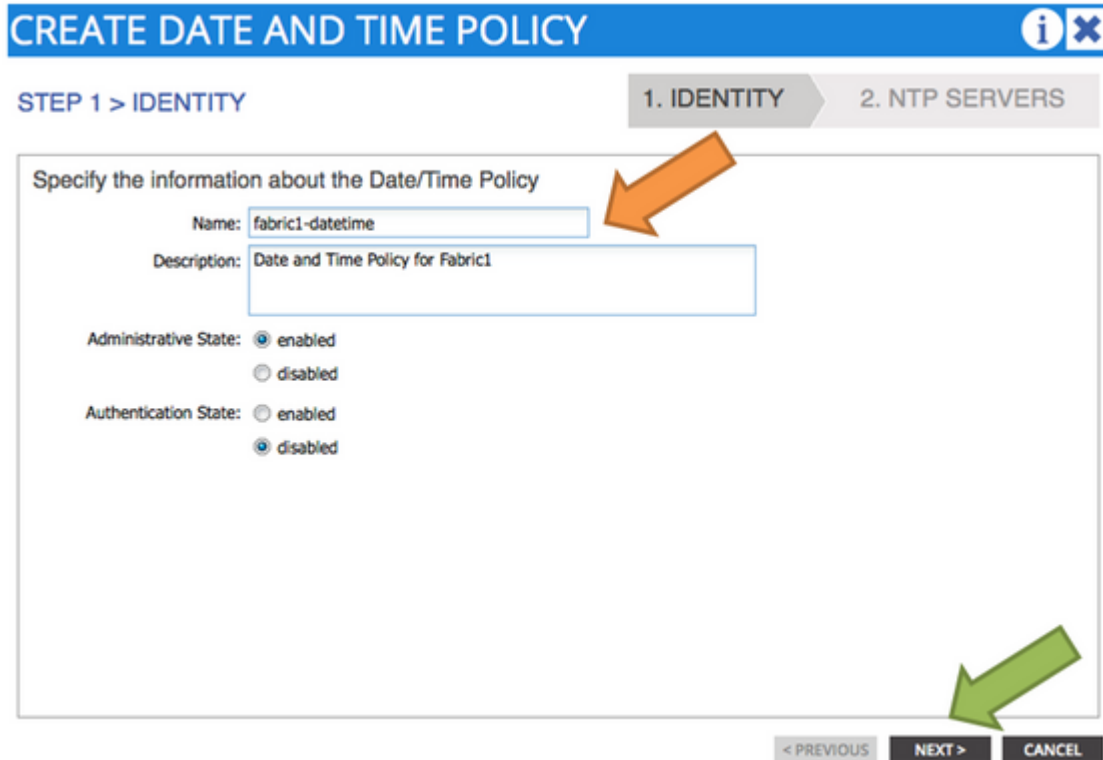 CREATE DATE AND TIME POLICY
i
STEP 1 > IDENTITY
1. IDENTITY
2. NTP SERVERS
Specify the information about the Date/Time Policy
Name: fabric1-datetime
Description: Date and Time Policy for Fabric1
Administrative State: enabled
disabled
Authentication State: enabled
disabled
< PREVIOUS
NEXT >
CANCEL